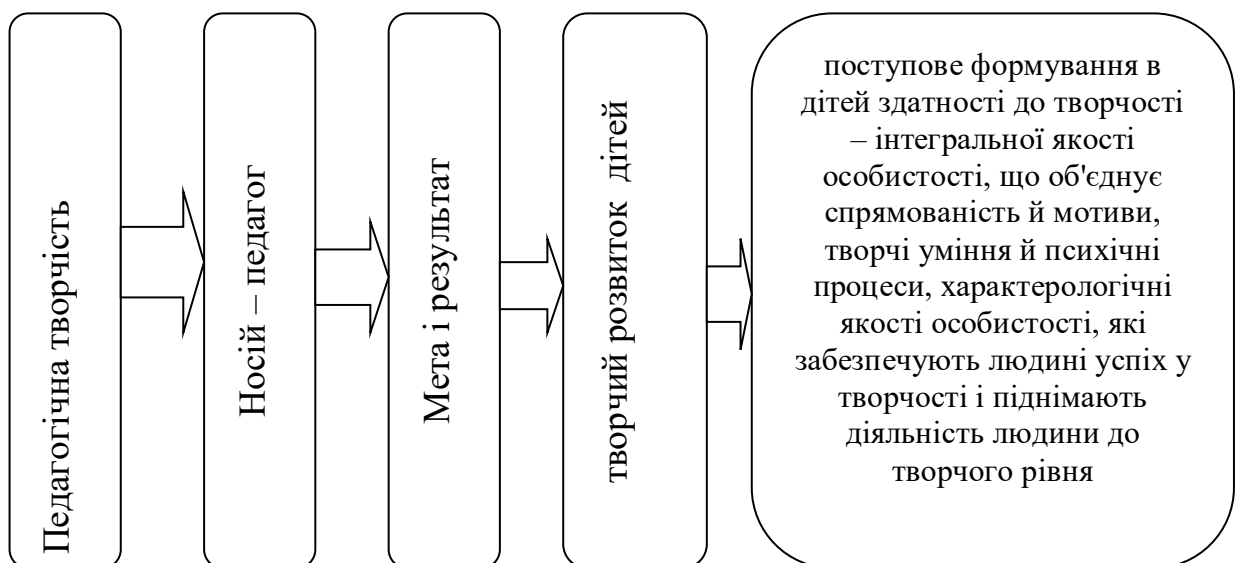 Педагогічна творчість
Носій – педагог
Мета і результат
творчий розвиток дітей
поступове формування в
дітей здатності до творчості
– інтегральної якості
особистості, що об'єднує
спрямованість й мотиви,
творчі уміння й психічні
процеси, характерологічні
якості особистості, які
забезпечують людині успіх у
творчості і піднімають
діяльність людини до
творчого рівня